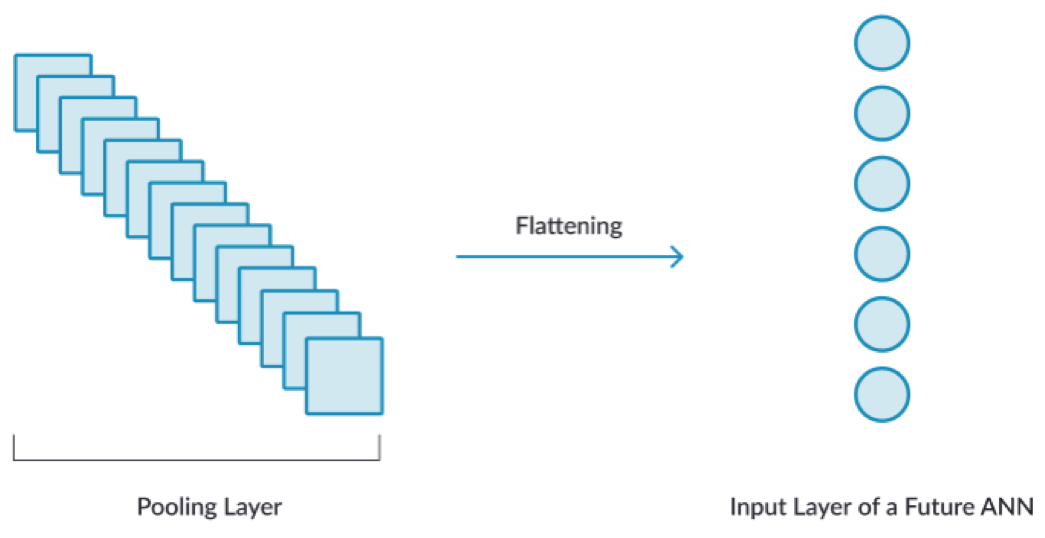 Flattening
Pooling Layer
Input Layer of a Future ANN